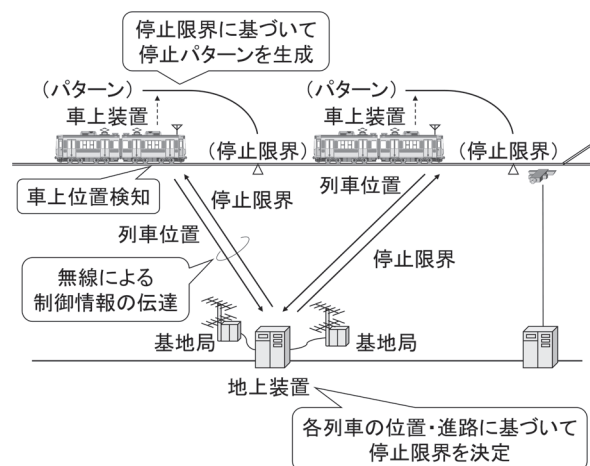 停止限界に基づいて
停止パターンを生成
(パターン)
車上装置
(停止限界)
(パターン)
車上装置
(停止限界)
車上位置検知
停止限界
列車位置
列車位置
停止限界
無線による
制御情報の伝達
基地局
基地局
地上装置
各列車の位置・進路に基づいて
停止限界を決定